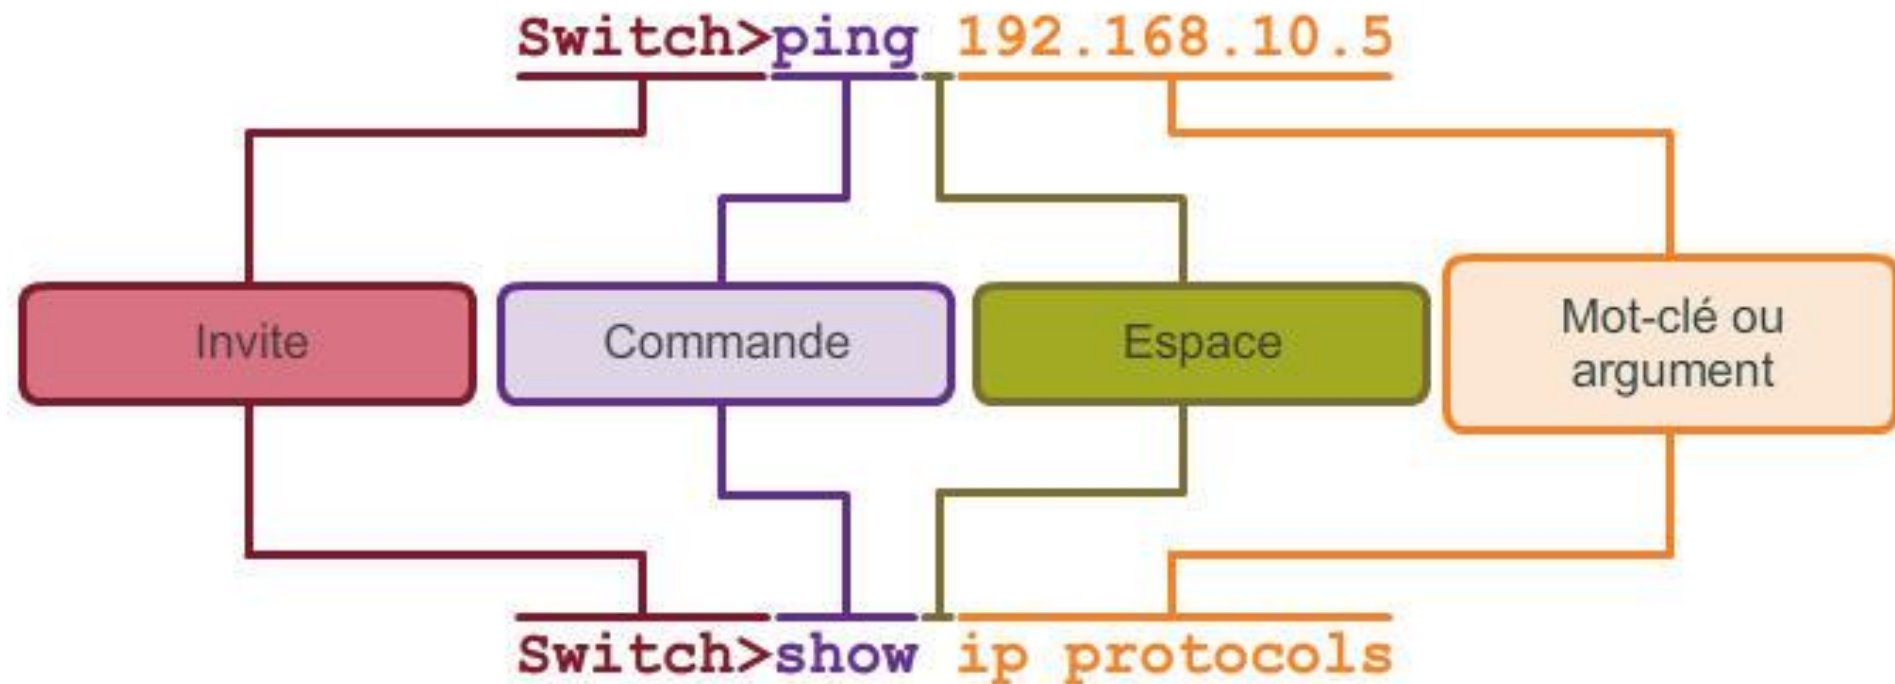 Switch>ping 192.168.10.5
Invite
Commande
Espace
Mot-clé ou
argument
Switch>show ip protocols